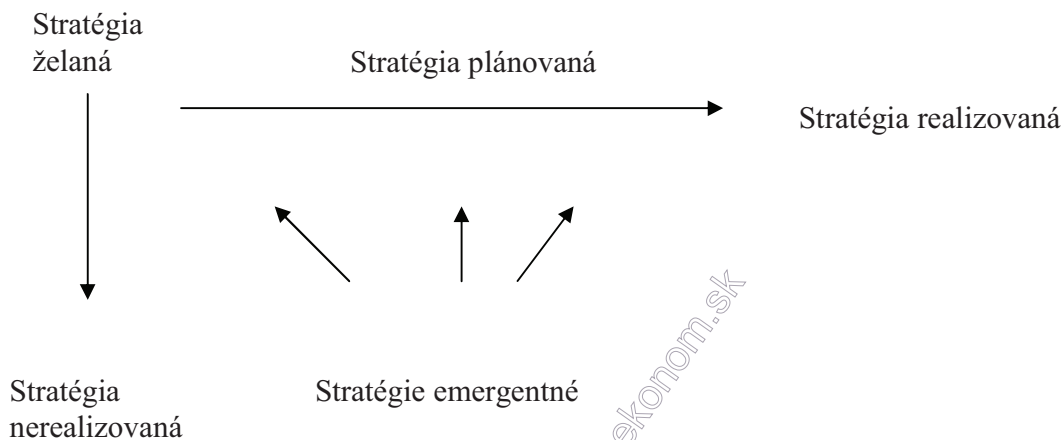 Stratégia
želaná
Stratégia plánovaná
Stratégia realizovaná
ekonom.sk
Stratégia
nerealizovaná
Stratégie emergentné